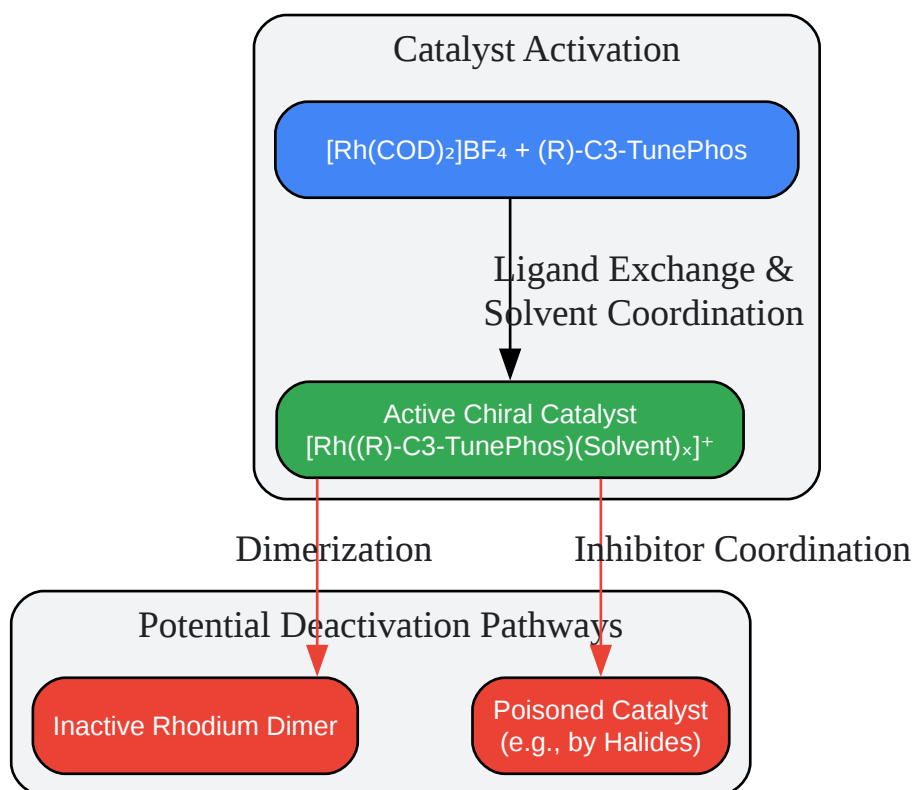 Catalyst Activation
[Rh(COD)₂]BF₄ + (R)-C3-TunePhos
Ligand Exchange &
Solvent Coordination
Active Chiral Catalyst
[Rh((R)-C3-TunePhos)(Solvent)ₓ]⁺
Dimerization
Inhibitor Coordination
Potential Deactivation Pathways
Inactive Rhodium Dimer
Poisoned Catalyst
(e.g., by Halides)